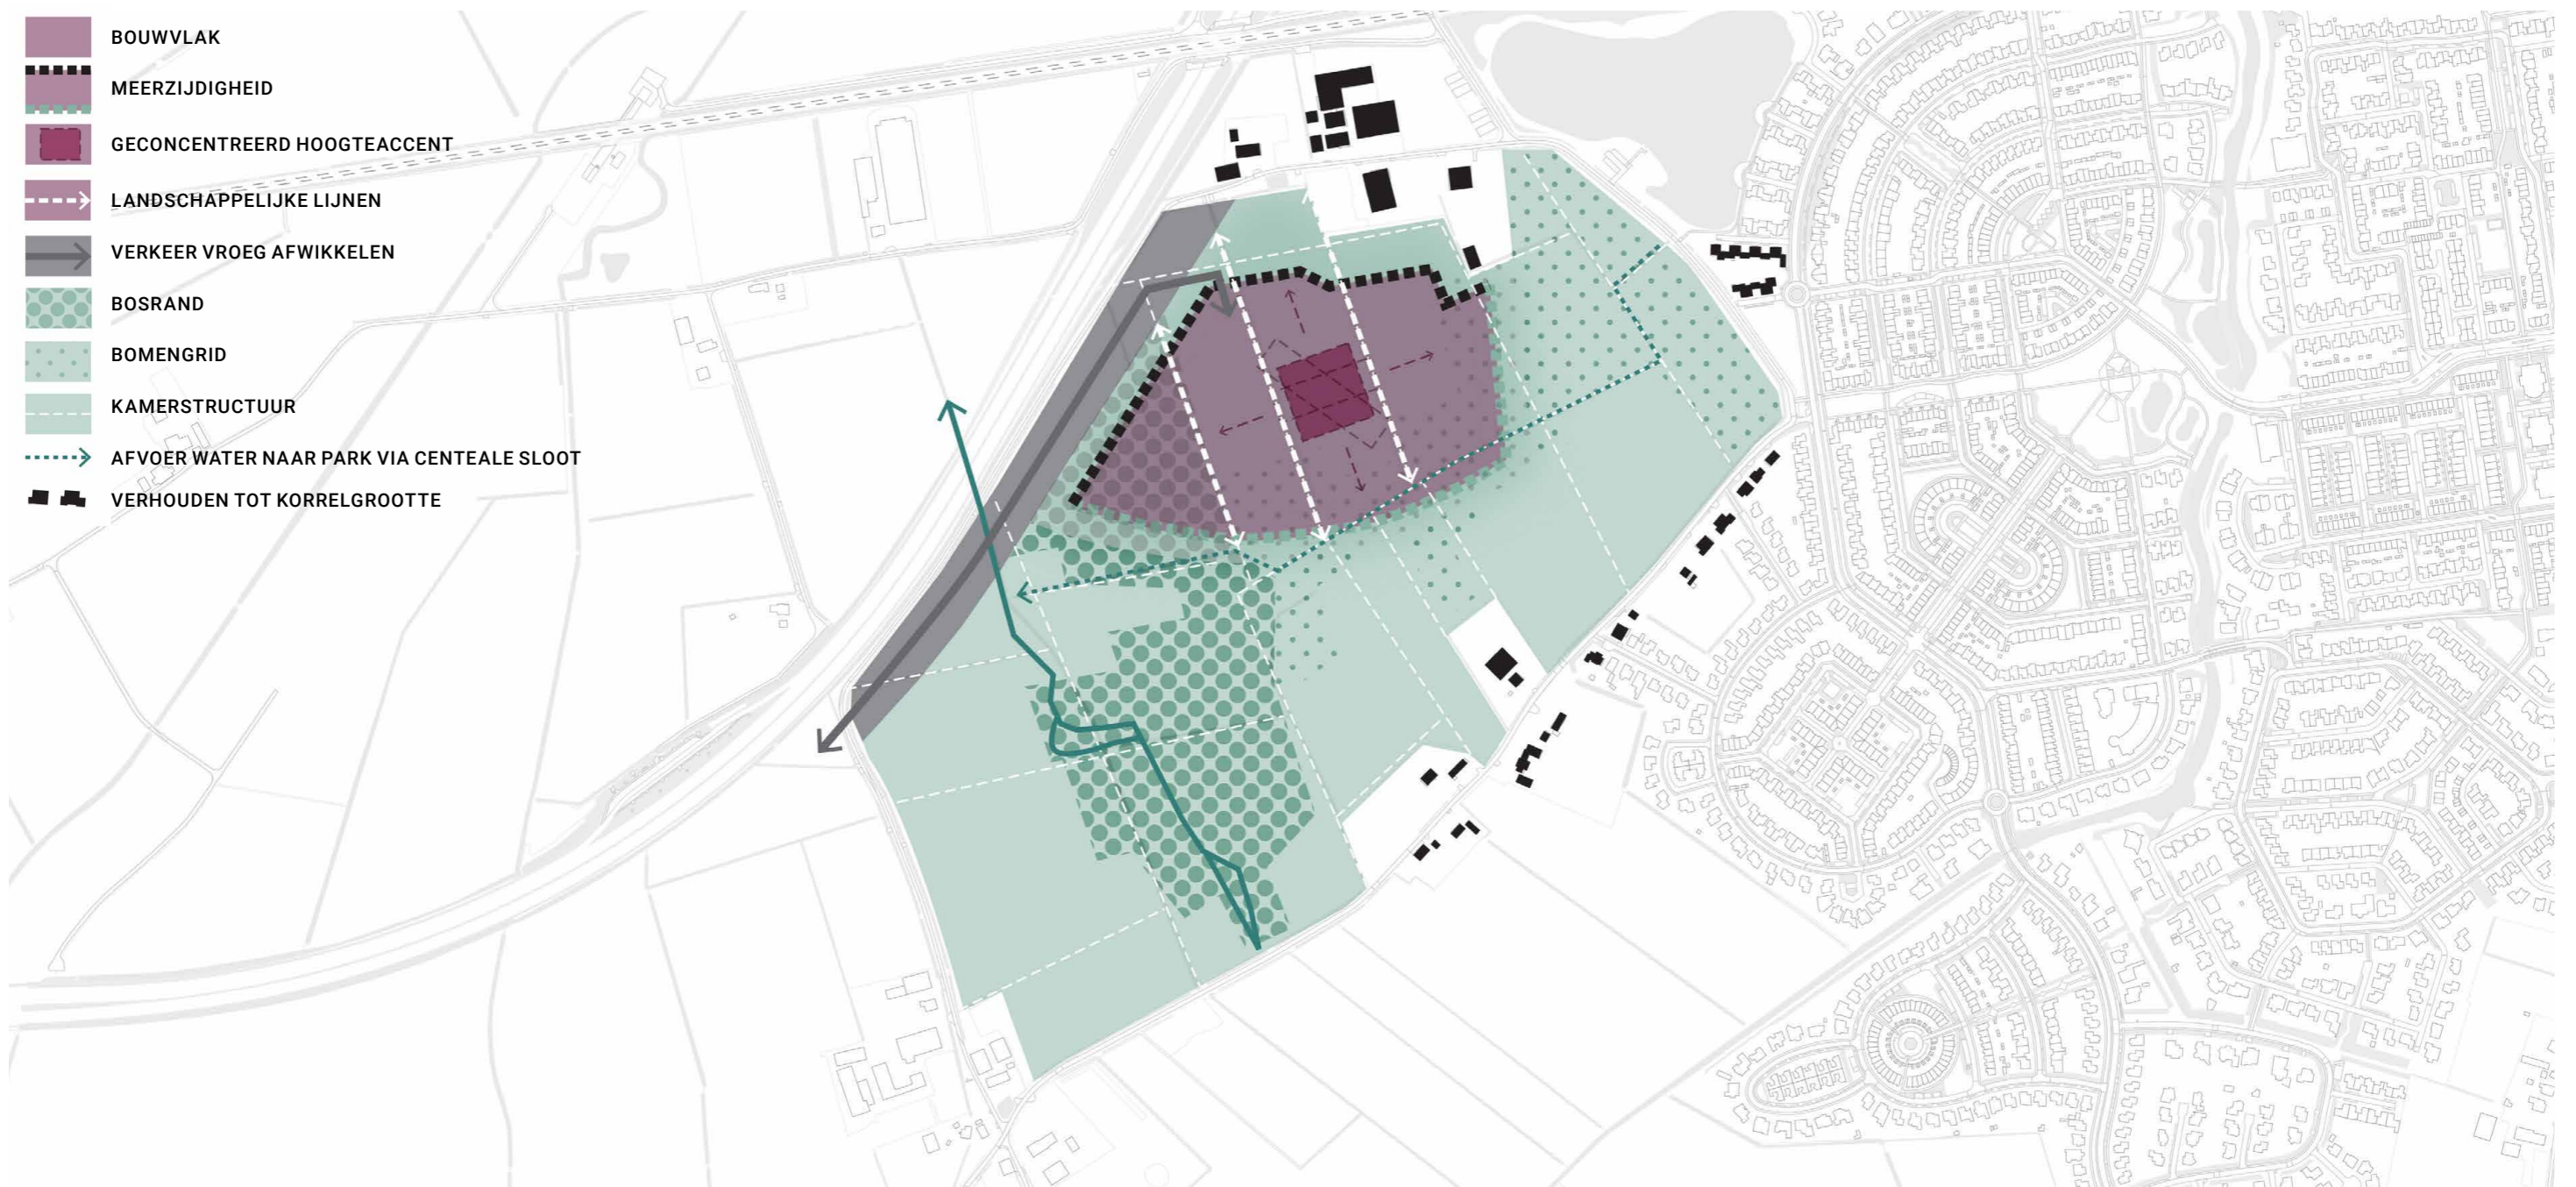 BOUWVLAK
MEERZIJDIGHEID
GECONCENTREERD HOOGTEACCENT
LANDSCHAPPELIJKE LIJNEN
VERKEER VROEG AFWIKKELEN
BOSRAND
BOMENGRID
KAMERSTRUCTUUR
AFVOER WATER NAAR PARK VIA CENTEALE SLOOT
VERHOUDEN TOT KORRELGROOTTE